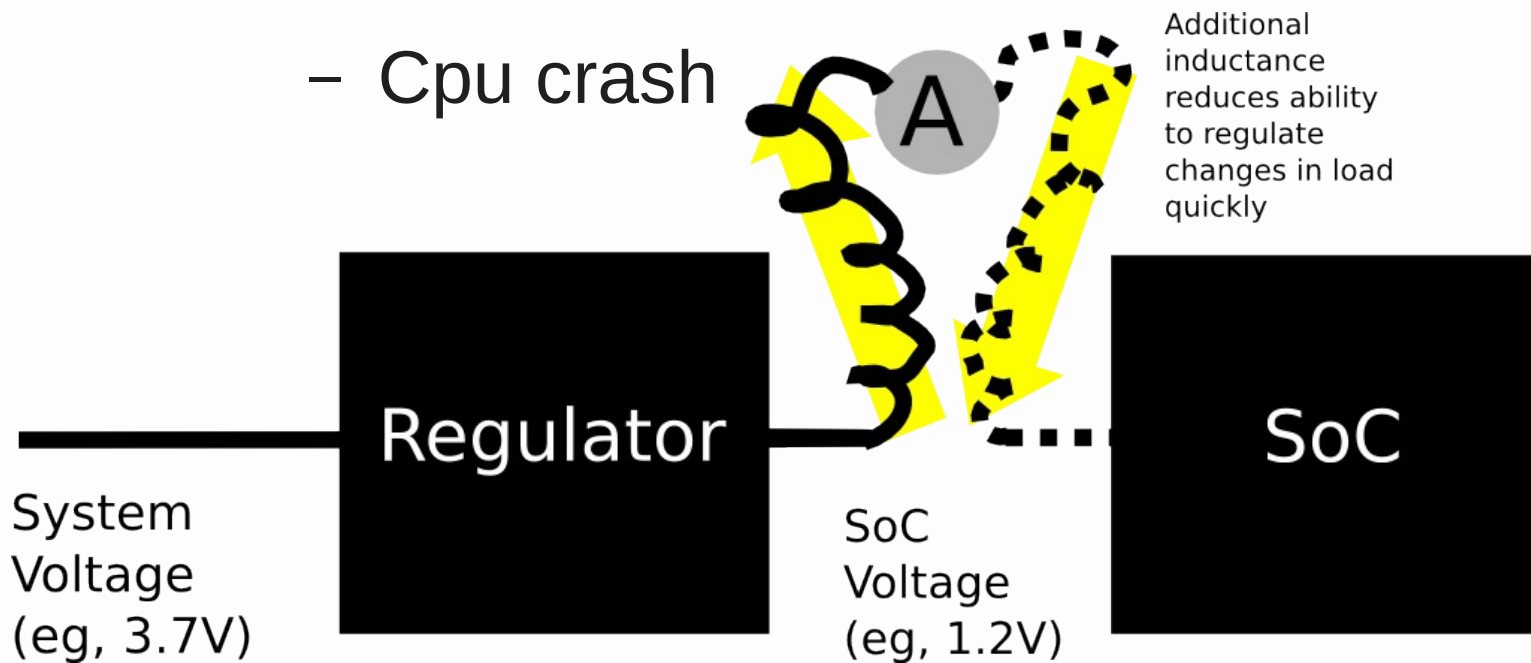 – Cpu crash
A
Additional
inductance
reduces ability
to regulate
changes in load
quickly
Regulator
SoC
System
Voltage
(eg, 3.7V)
SoC
Voltage
(eg, 1.2V)